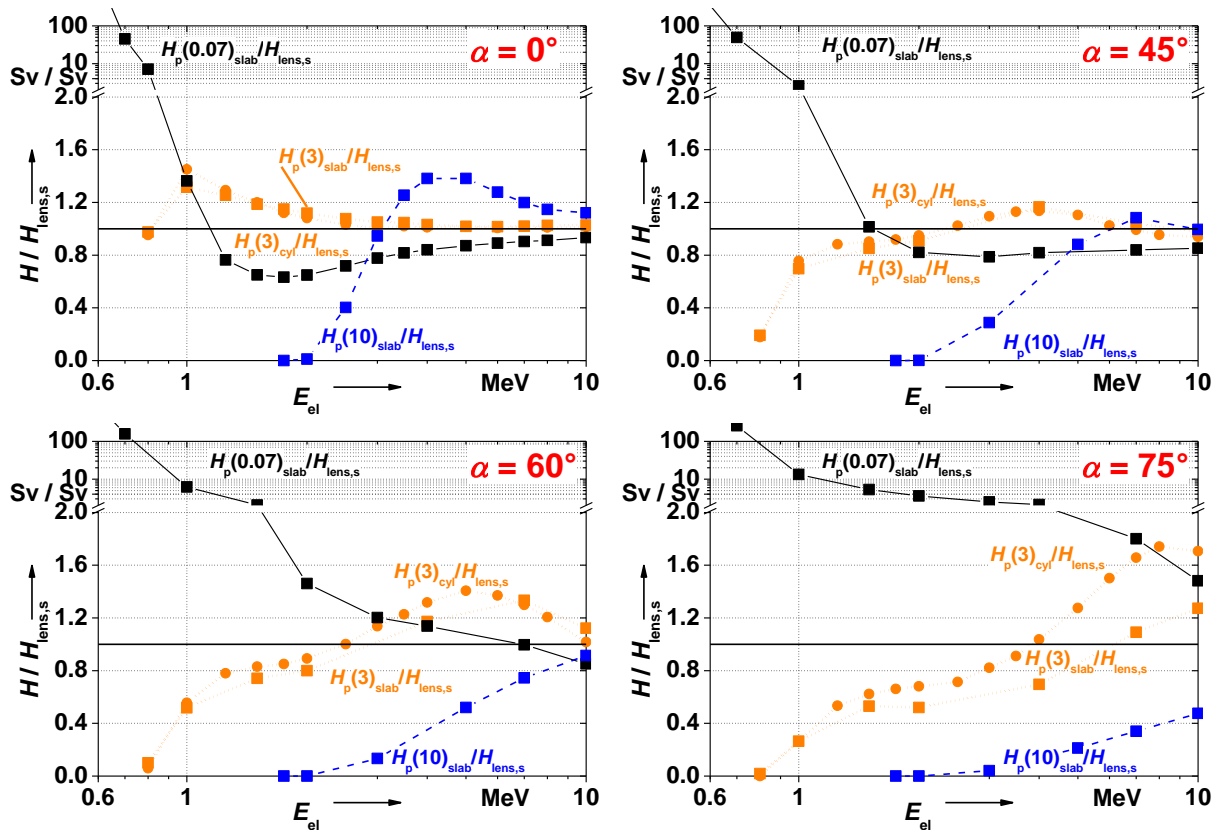 100
10
Sv / Sv
2.0
1.6
1.2
0.8
0.4
0.0
H / H lens,s
α = 0°
Hp(0.07)slab/Hlens,s
Hp(3)slab/Hlens,s
Hp(3)cyl/Hlens,s
Hp(10)slab/Hlens,s
0.6 1 MeV 10
Eel
100
10
Sv / Sv
2.0
1.6
1.2
0.8
0.4
0.0
H / Hlens,s
α = 45°
Hp(0.07)slab/Hlens,s
Hp(3)cyl/Hlens,s
Hp(3)slab/Hlens,s
Hp(10)slab/Hlens,s
0.6 1 MeV 10
Eel
100
10
Sv / Sv
2.0
1.6
1.2
0.8
0.4
0.0
H / Hlens,s
α = 60°
Hp(0.07)slab/Hlens,s
Hp(3)cyl/Hlens,s
Hp(3)slab/Hlens,s
Hp(10)slab/Hlens,s
0.6 1 MeV 10
Eel
100
10
Sv / Sv
2.0
1.6
1.2
0.8
0.4
0.0
H / Hlens,s
α = 75°
Hp(0.07)slab/Hlens,s
Hp(3)cyl/Hlens,s
Hp(3)slab/Hlens,s
Hp(10)slab/Hlens,s
0.6 1 MeV 10
Eel